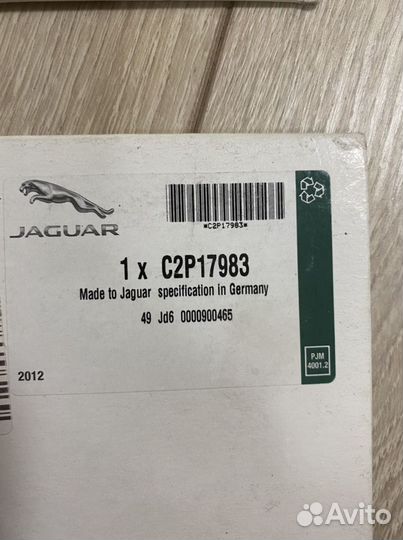 *C2P17983*
JAGUAR
1 x C2P17983
Made to Jaguar specification in Germany
49 Jd6 0000900465
PJM
4001.2
2012
Avito